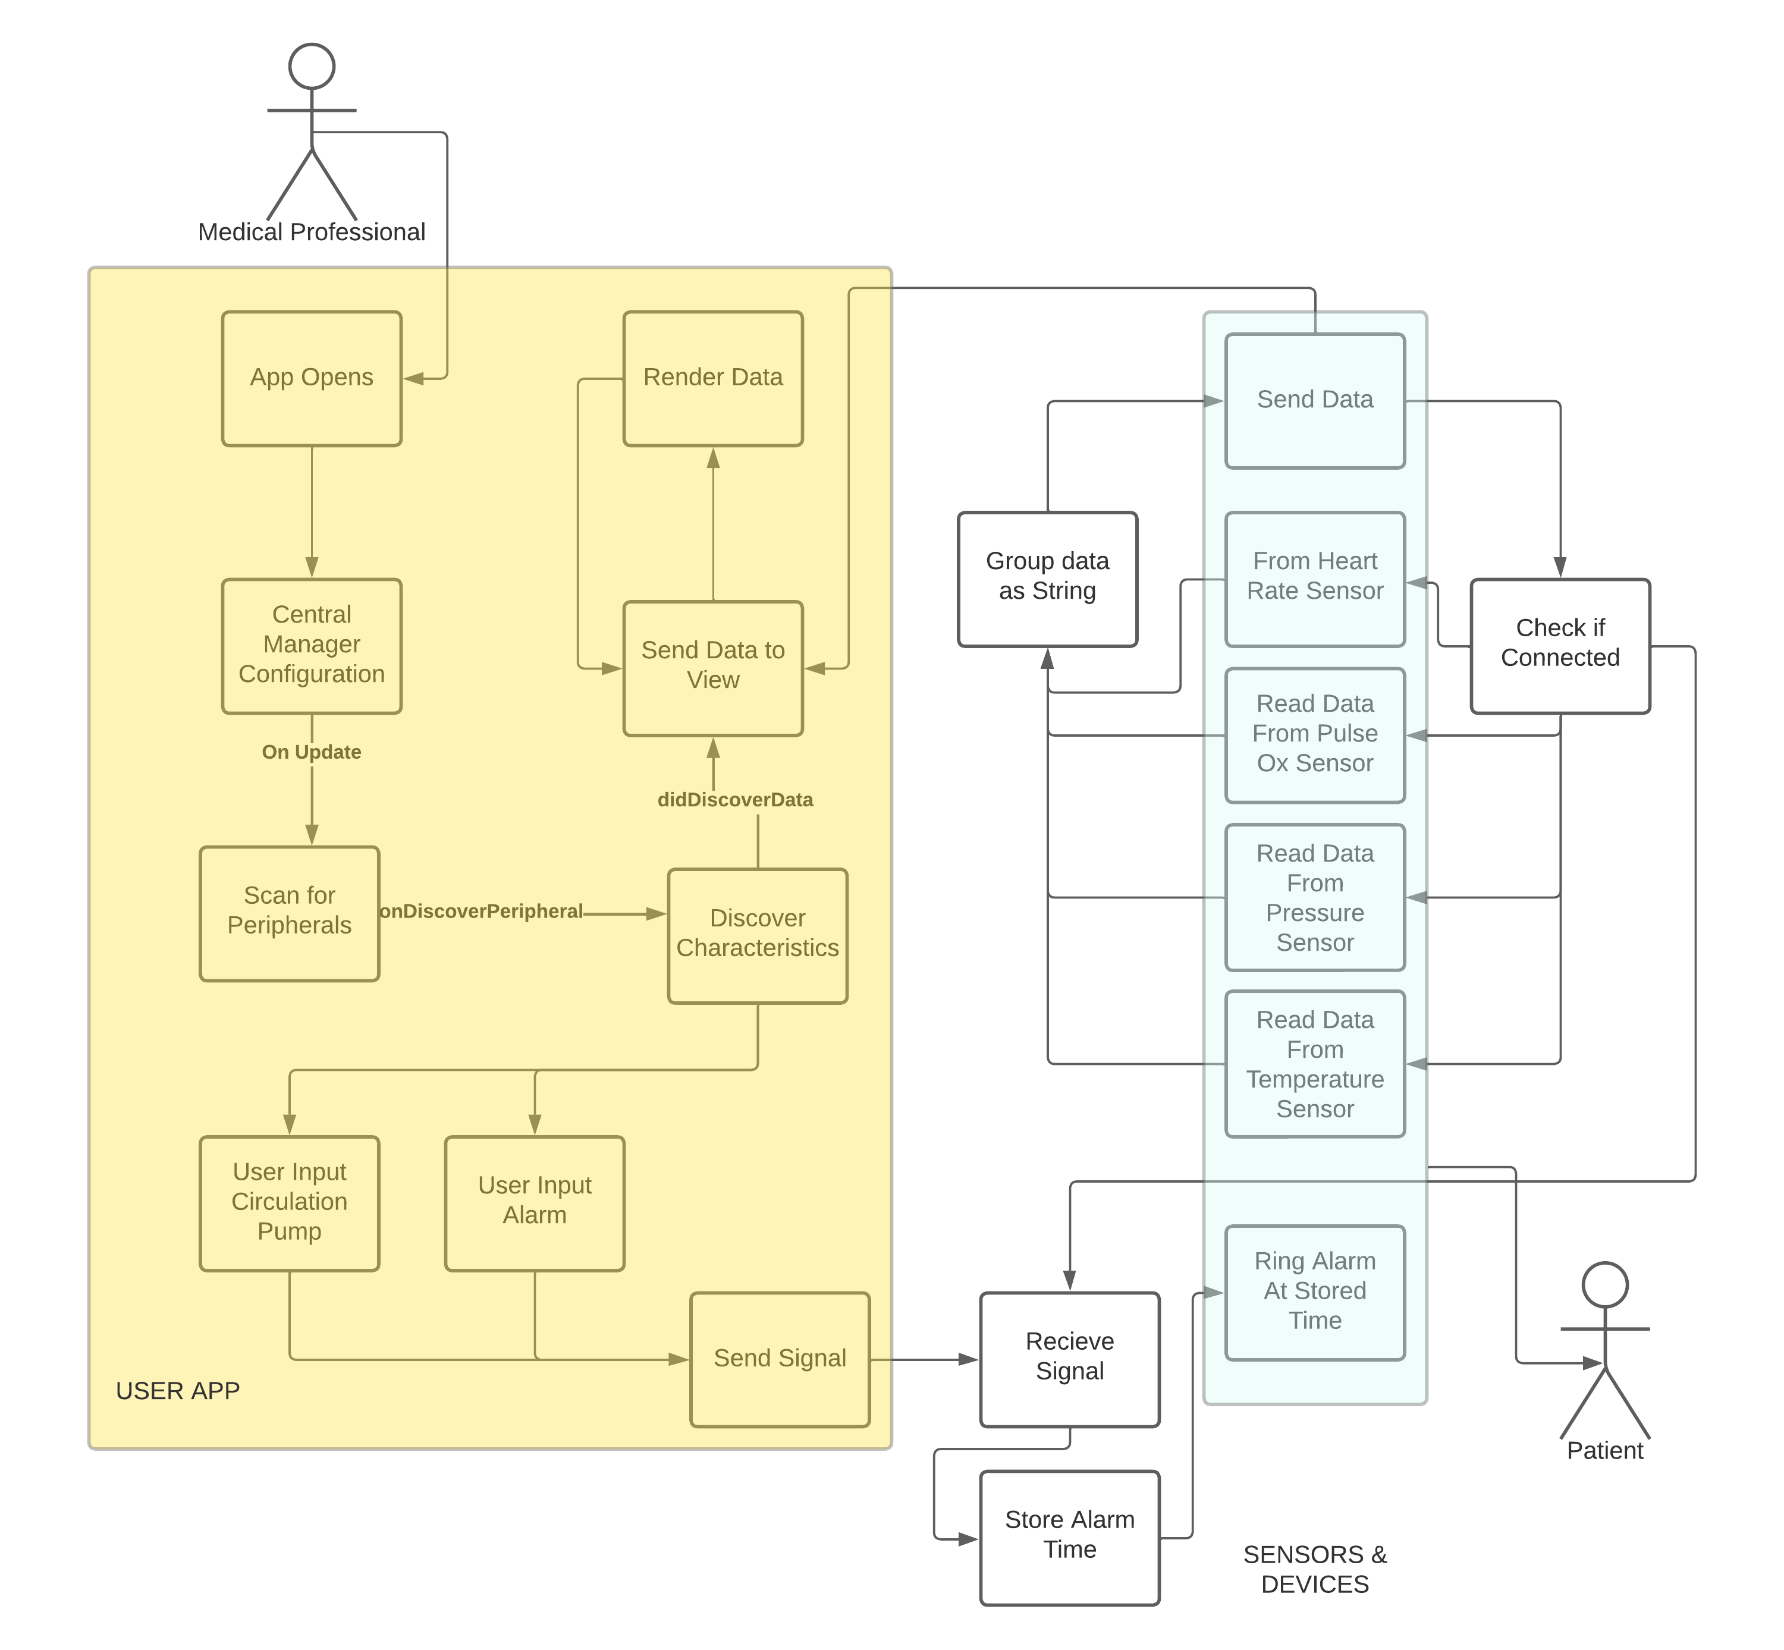 Medical Professional
App Opens
Render Data
Send Data
Group data
as String
From Heart
Rate Sensor
Central
Manager
Configuration
Send Data to
View
Check if
Connected
On Update
Read Data
From Pulse
Ox Sensor
didDiscoverData
Scan for
Peripherals
onDiscoverPeripheral
Discover
Characteristics
Read Data
From
Pressure
Sensor
Read Data
From
Temperature
Sensor
User Input
Circulation
Pump
User Input
Alarm
Ring Alarm
At Stored
Time
Send Signal
Recieve
Signal
USER APP
Patient
Store Alarm
Time
SENSORS &
DEVICES